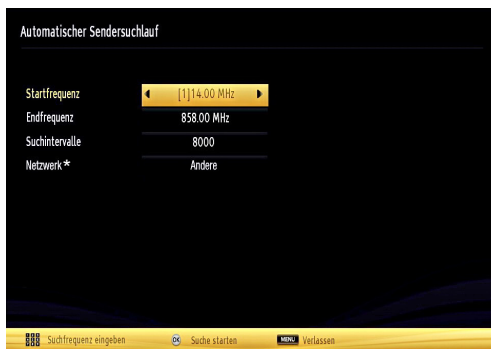 Automatischer Sendersuchlauf
Startfrequenz [1]14.00 MHz
Endfrequenz 858.00 MHz
Suchintervalle 8000
Netzwerk* Andere
Suchfrequenz eingeben OK Suche starten MENU Verlassen